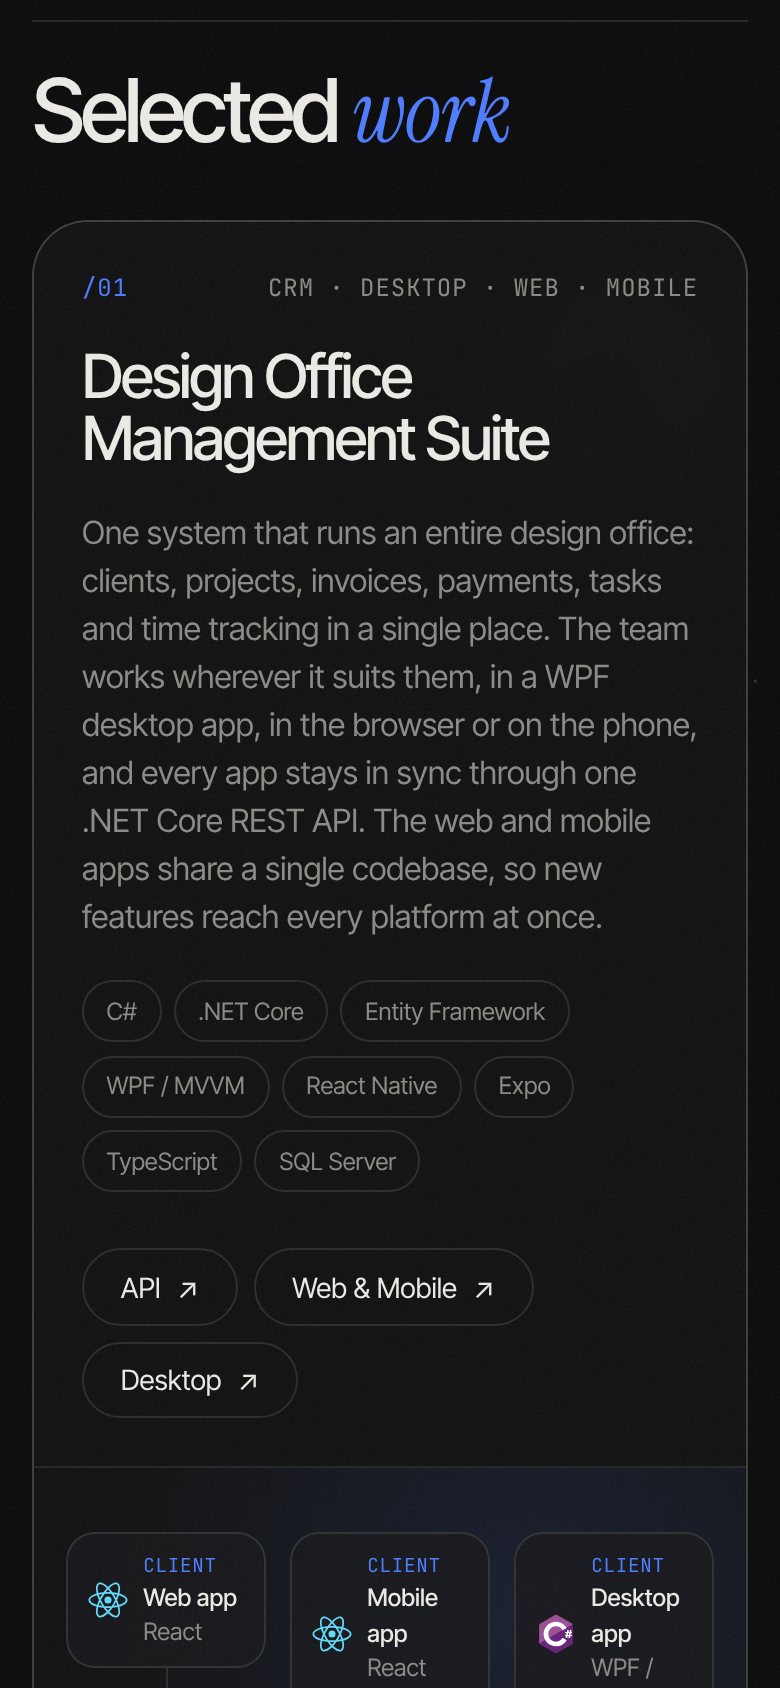 Selected work
/01 CRM · DESKTOP · WEB · MOBILE
Design Office
Management Suite
One system that runs an entire design office:
clients, projects, invoices, payments, tasks
and time tracking in a single place. The team
works wherever it suits them, in a WPF
desktop app, in the browser or on the phone,
and every app stays in sync through one
.NET Core REST API. The web and mobile
apps share a single codebase, so new
features reach every platform at once.
C# .NET Core Entity Framework
WPF / MVVM React Native Expo
TypeScript SQL Server
API ↗ Web & Mobile ↗
Desktop ↗
CLIENT
Web app
React
CLIENT
Mobile
app
React
C#
CLIENT
Desktop
app
WPF /